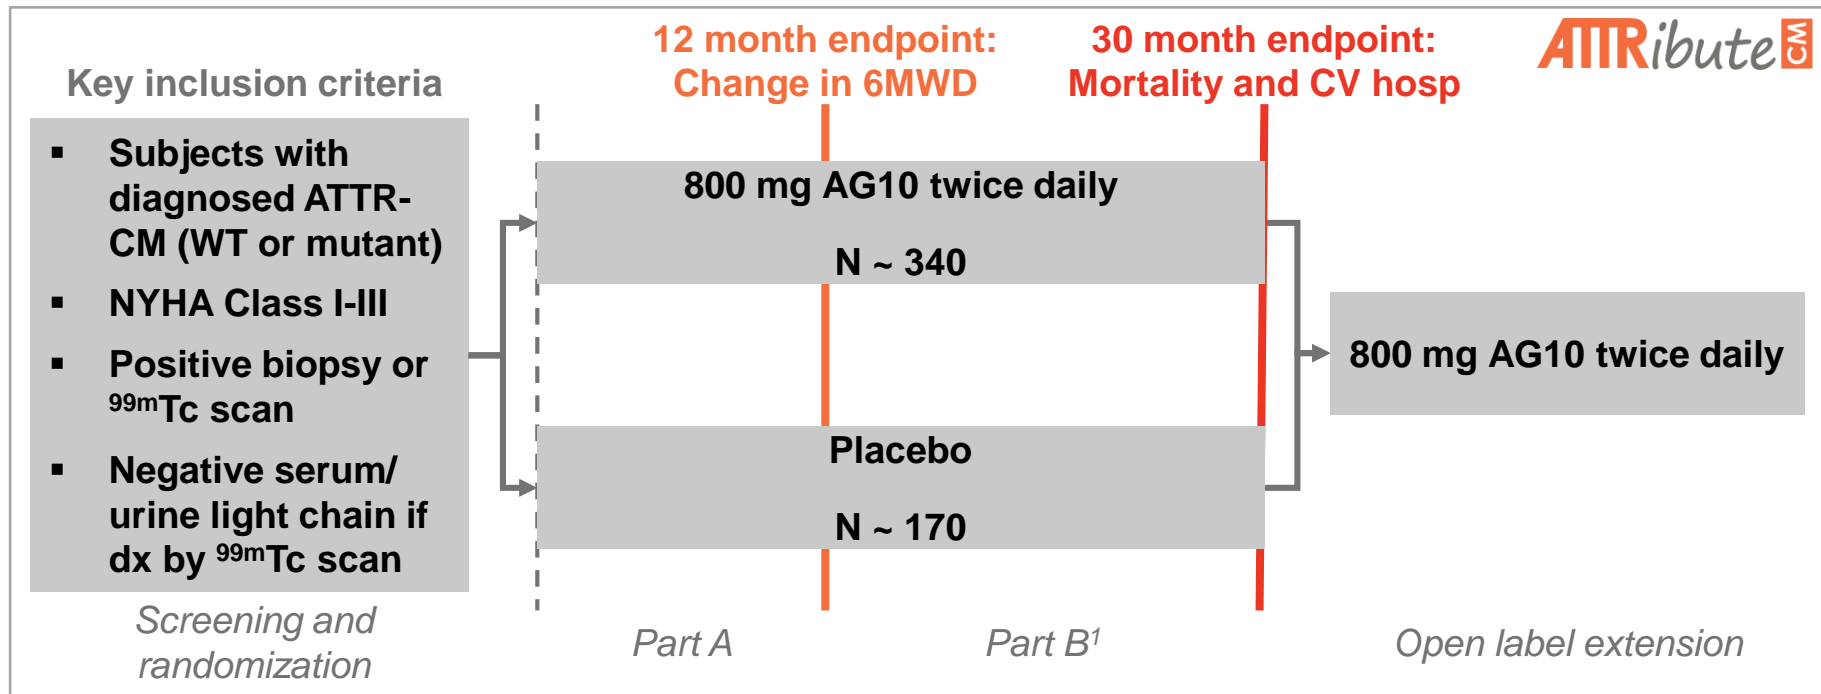 12 month endpoint:
Change in 6MWD
30 month endpoint:
Mortality and CV hosp
ATTRibute CM
Key inclusion criteria
▪ Subjects with
diagnosed ATTR-
CM (WT or mutant)
▪ NYHA Class I-III
▪ Positive biopsy or
99mTc scan
▪ Negative serum/
urine light chain if
dx by 99mTc scan
Screening and
randomization
800 mg AG10 twice daily
N ~ 340
Placebo
N ~ 170
800 mg AG10 twice daily
Part A
Part B1
Open label extension